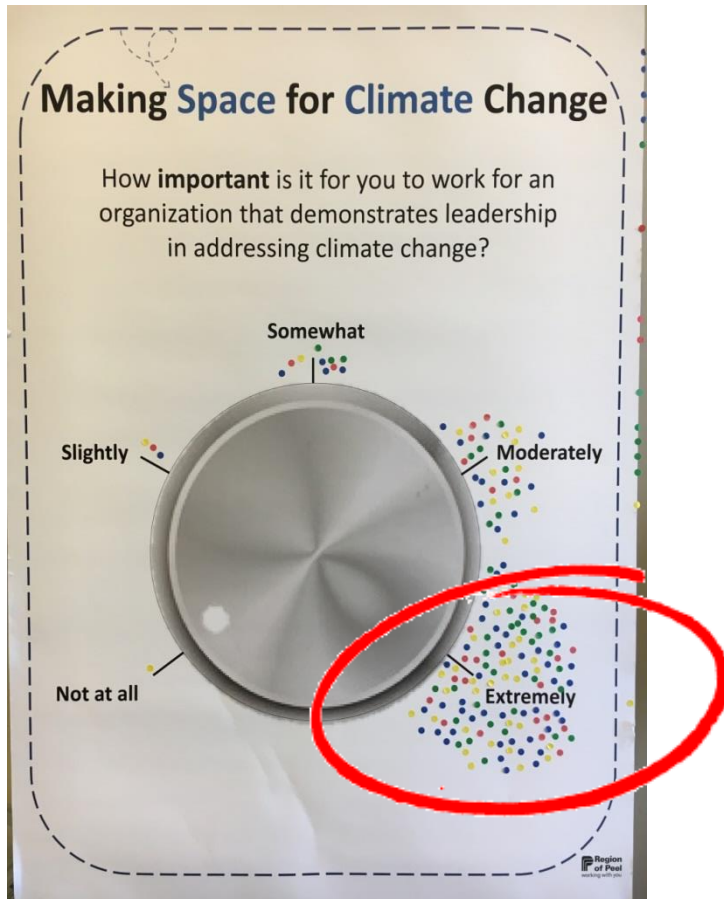 Making Space for Climate Change
How important is it for you to work for an
organization that demonstrates leadership
in addressing climate change?
Somewhat
Slightly
Moderately
Not at all
Extremely
Region
of Peel
working with you